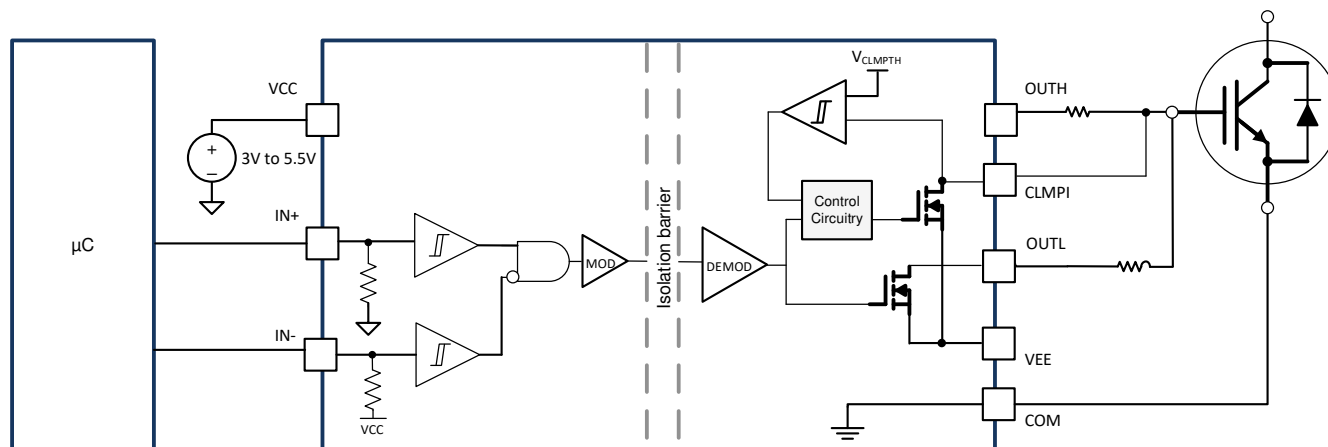 µC
VCC
+
3V to 5.5V
−
IN+
IN-
VCC
MOD
Isolation barrier
DEMOD
VCLMPTH
Control
Circuitry
OUTH
CLMPI
OUTL
VEE
COM